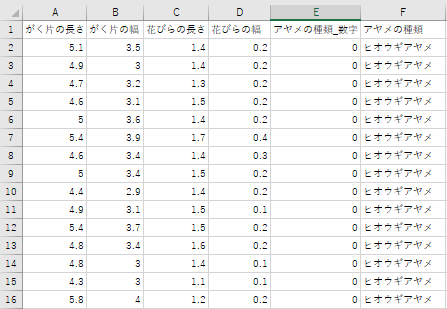 A B C D E F
1 がく片の長さ がく片の幅 花びらの長さ 花びらの幅 アヤメの種類_数字 アヤメの種類
2 5.1 3.5 1.4 0.2 0 ヒオウギアヤメ
3 4.9 3 1.4 0.2 0 ヒオウギアヤメ
4 4.7 3.2 1.3 0.2 0 ヒオウギアヤメ
5 4.6 3.1 1.5 0.2 0 ヒオウギアヤメ
6 5 3.6 1.4 0.2 0 ヒオウギアヤメ
7 5.4 3.9 1.7 0.4 0 ヒオウギアヤメ
8 4.6 3.4 1.4 0.3 0 ヒオウギアヤメ
9 5 3.4 1.5 0.2 0 ヒオウギアヤメ
10 4.4 2.9 1.4 0.2 0 ヒオウギアヤメ
11 4.9 3.1 1.5 0.1 0 ヒオウギアヤメ
12 5.4 3.7 1.5 0.2 0 ヒオウギアヤメ
13 4.8 3.4 1.6 0.2 0 ヒオウギアヤメ
14 4.8 3 1.4 0.1 0 ヒオウギアヤメ
15 4.3 3 1.1 0.1 0 ヒオウギアヤメ
16 5.8 4 1.2 0.2 0 ヒオウギアヤメ